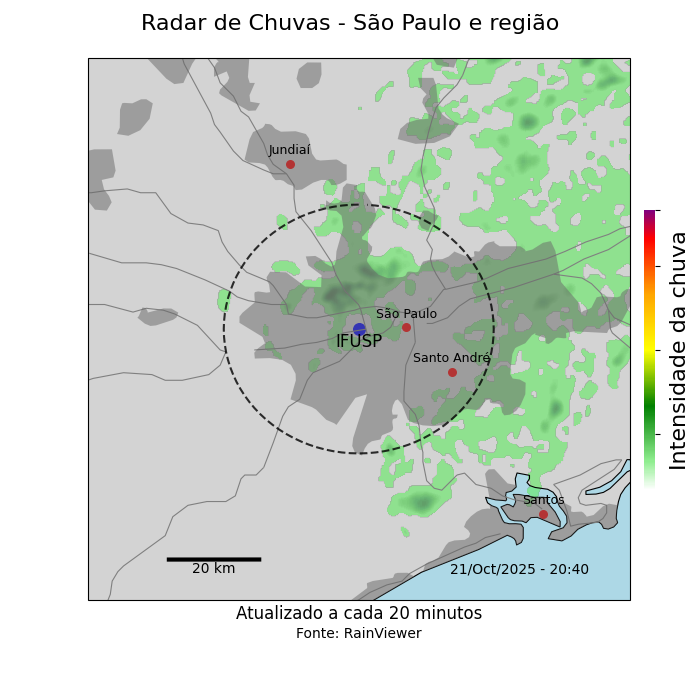 Radar de Chuvas - São Paulo e região
Jundiaí
São Paulo
IFUSP
Santo André
Santos
20 km
21/Oct/2025 - 20:40
Intensidade da chuva
Atualizado a cada 20 minutos
Fonte: RainViewer